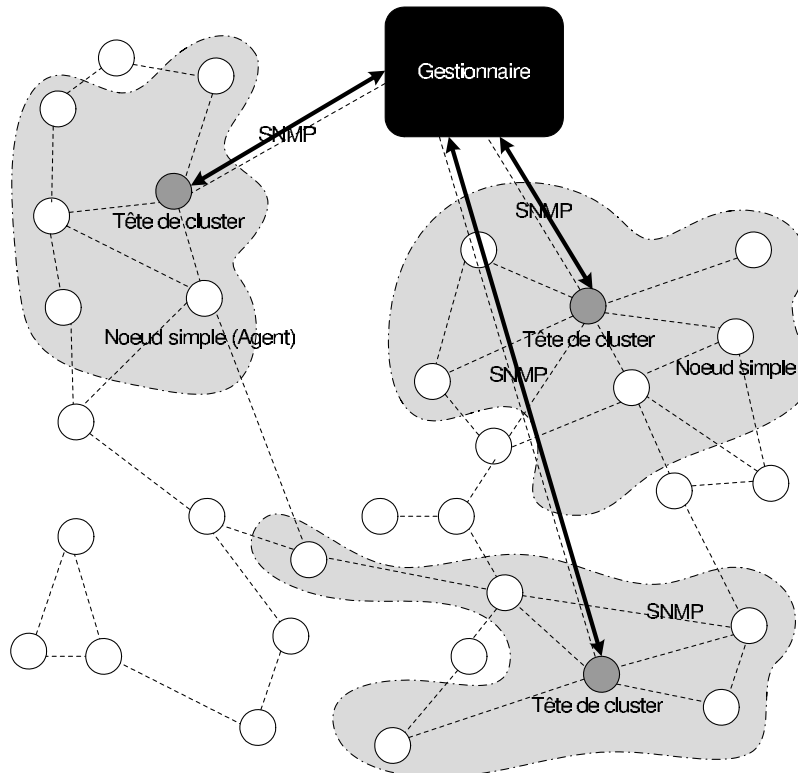 Gestionnaire
SNMP
Tête de cluster
SNMP
Noeud simple (Agent)
Tête de cluster
Noeud simple
SNMP
SNMP
Tête de cluster